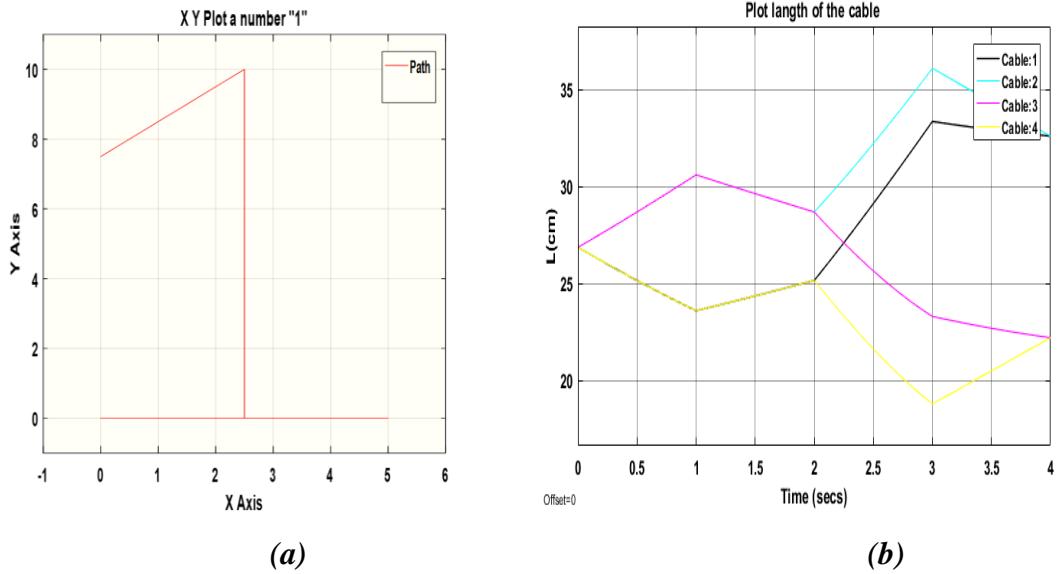 X Y Plot a number "1"
Path
Y Axis
10
8
6
4
2
0
-1 0 1 2 3 4 5 6
X Axis
(a)
Plot langth of the cable
Cable:1
Cable:2
Cable:3
Cable:4
L(cm)
35
30
25
20
0 0.5 1 1.5 2 2.5 3 3.5 4
Offset=0
Time (secs)
(b)